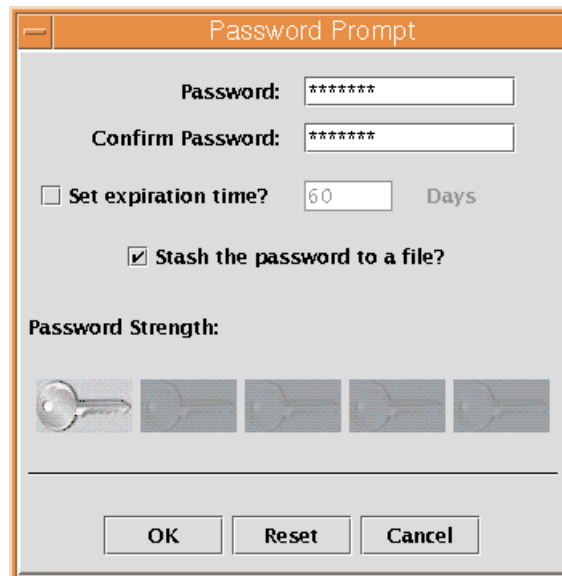 Password Prompt
Password: *******
Confirm Password: *******
Set expiration time? 60 Days
Stash the password to a file?
Password Strength:
OK Reset Cancel